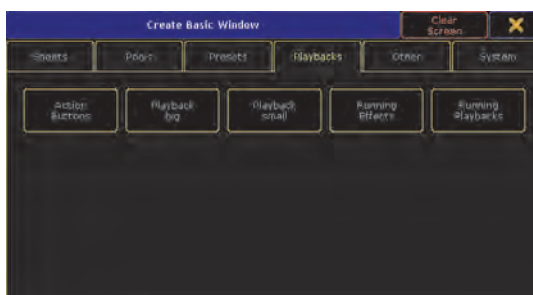 Create Basic Window
Clear
Screen
Sheets
Pools
Presets
Playbacks
Other
System
Action
Buttons
Playback
big
Playback
small
Running
Effects
Running
Playbacks